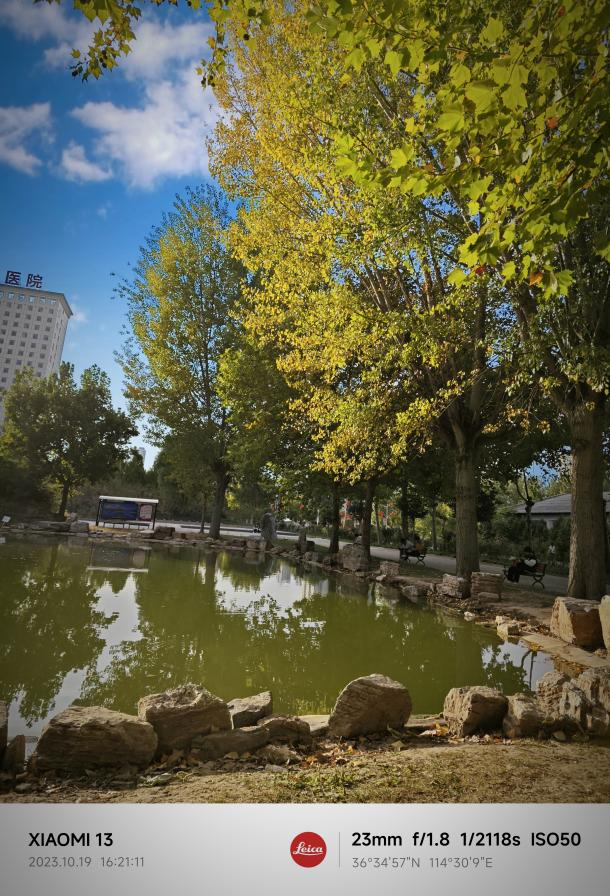 医院
XIAOMI 13
2023.10.19 16:21:11
Leica
23mm f/1.8 1/2118s ISO50
36°34'57"N 114°30'9"E